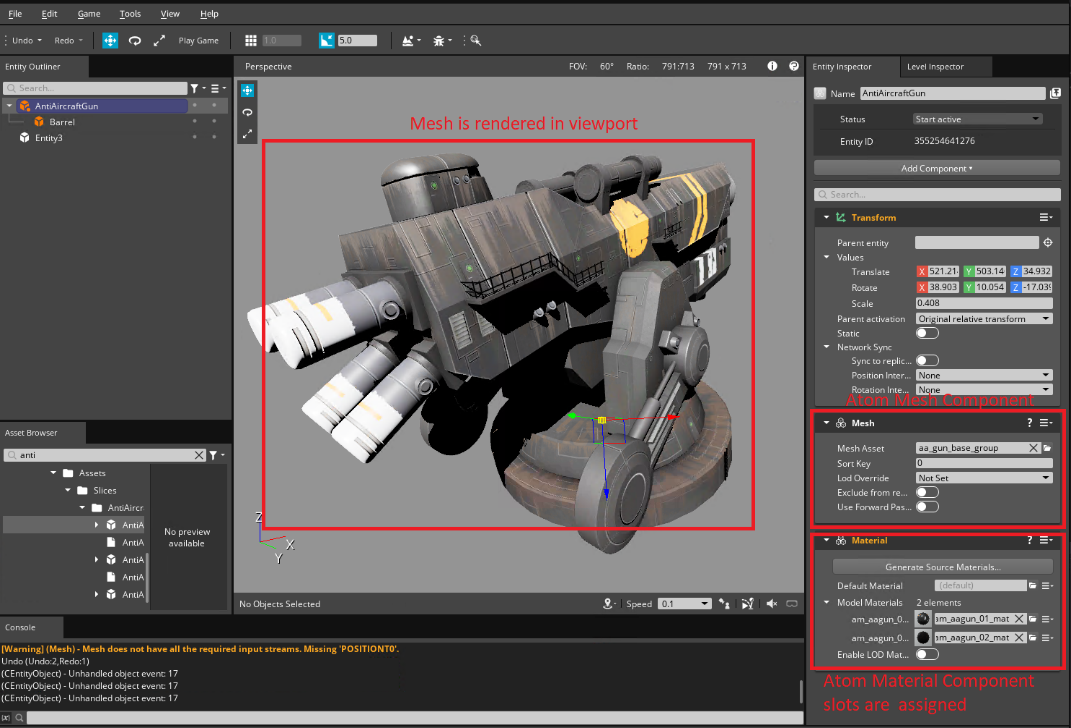 File Edit Game Tools View Help
Undo Redo Play Game 1.0 5.0
Entity Outliner
Search...
AntiAircraftGun
Barrel
Entity3
Perspective FOV: 60° Ratio: 791:713 791 x 713
Mesh is rendered in viewport
Z
X
Y
No Objects Selected Speed 0.1
Asset Browser
anti
Assets
Slices
AntiAircr
AntiA
AntiA
AntiA
AntiA
AntiA
No preview
available
Console
[Warning] (Mesh) - Mesh does not have all the required input streams. Missing 'POSITIONT0'.
Undo (Undo:2,Redo:1)
(CEntityObject) - Unhandled object event: 17
(CEntityObject) - Unhandled object event: 17
(CEntityObject) - Unhandled object event: 17
Entity Inspector Level Inspector
Name AntiAircraftGun
Status Start active
Entity ID 355254641276
Add Component
Search...
Transform
Parent entity
Values
Translate X 521.21 Y 503.14 Z 34.932
Rotate X 38.903 Y 10.054 Z -17.039
Scale 0.408
Parent activation Original relative transform
Static
Network Sync
Sync to replic...
Position Inter... None
Rotation Inter... None
Atom Mesh Component
Mesh ?
Mesh Asset aa_gun_base_group
Sort Key 0
Lod Override Not Set
Exclude from re...
Use Forward Pas...
Material ?
Generate Source Materials...
Default Material (default)
Model Materials 2 elements
am_aagun_0... am_aagun_01_mat
am_aagun_0... am_aagun_02_mat
Enable LOD Mat...
Atom Material Component
slots are assigned